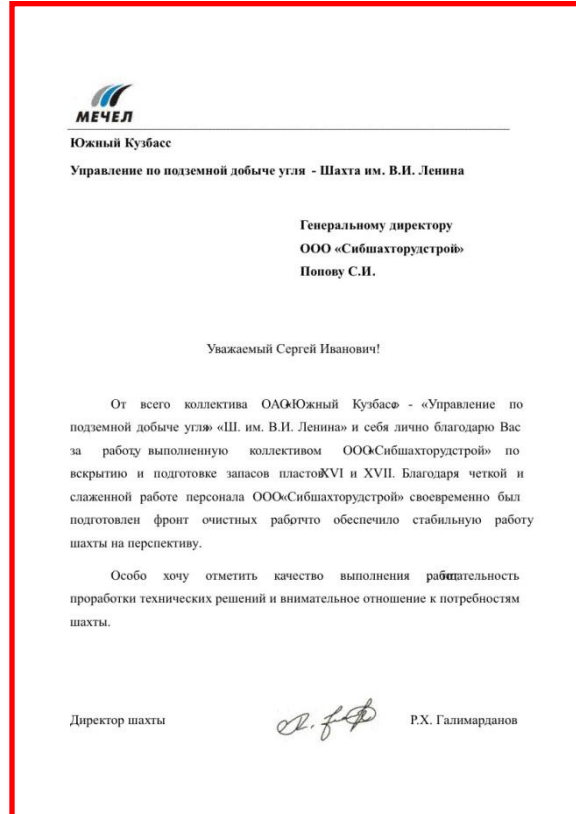 МЕЧЕЛ
Южный Кузбасс
Управление по подземной добыче угля - Шахта им. В.И. Ленина
Генеральному директору
ООО «Сибшахторудстрой»
Попову С.И.
Уважаемый Сергей Иванович!
От всего коллектива ОАО«Южный Кузбасс» - «Управление по
подземной добыче угля» «Ш. им. В.И. Ленина» и себя лично благодарю Вас
за работу, выполненную коллективом ООО«Сибшахторудстрой» по
вскрытию и подготовке запасов пластов XVI и XVII. Благодаря четкой и
слаженной работе персонала ООО«Сибшахторудстрой» своевременно был
подготовлен фронт очистных работ, что обеспечило стабильную работу
шахты на перспективу.
Особо хочу отметить качество выполнения работ, тщательность
проработки технических решений и внимательное отношение к потребностям
шахты.
Директор шахты Р.Х. Галимарданов